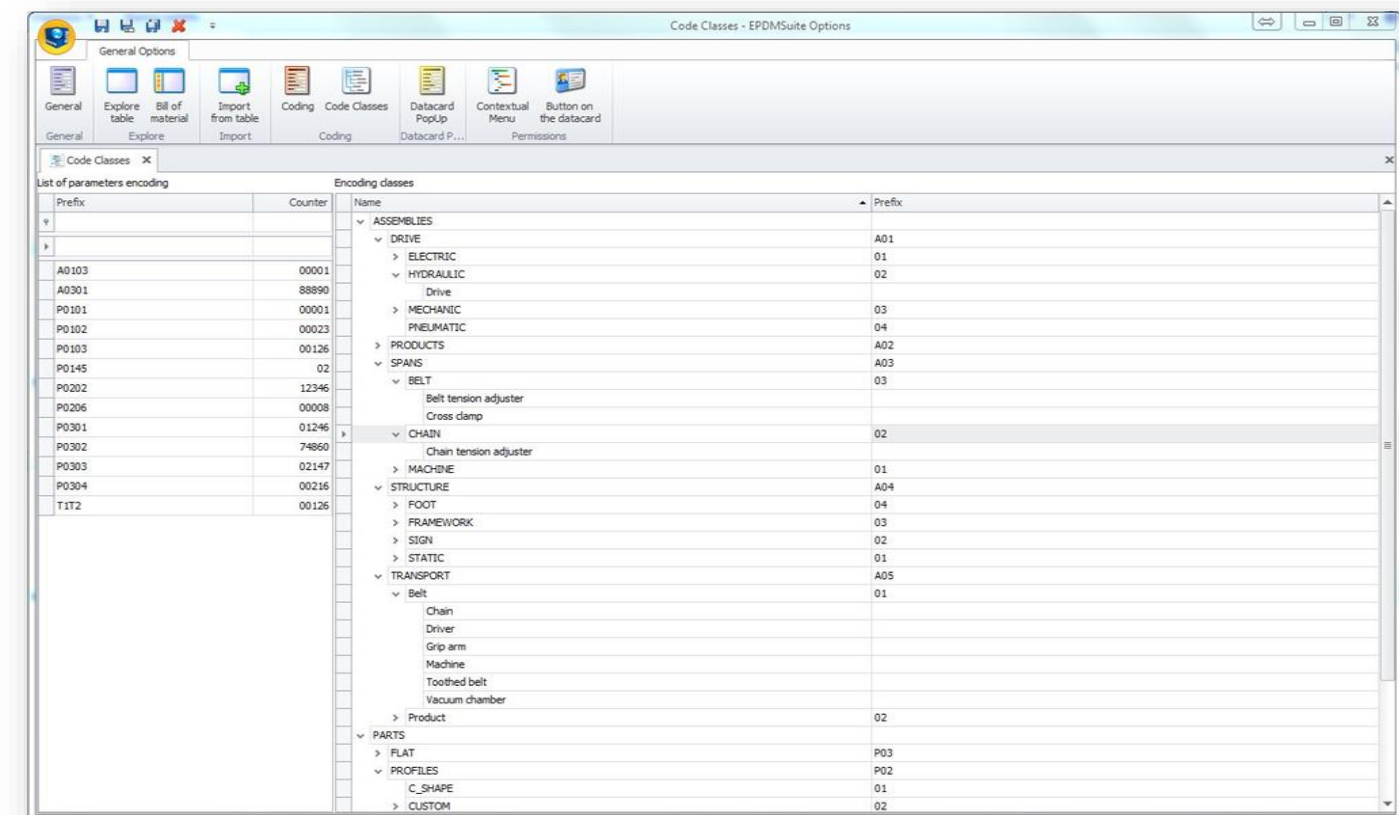 Code Classes - EPDMSuite Options
General Options
General
Explore table
Bill of material
Import from table
Coding
Code Classes
Datacard PopUp
Contextual Menu
Button on the datacard
General Explore Import Coding Datacard P... Permissions
Code Classes
List of parameters encoding
Encoding classes
Prefix Counter
A0103 00001
A0301 88890
P0101 00001
P0102 00023
P0103 00126
P0145 02
P0202 12346
P0206 00008
P0301 01246
P0302 74860
P0303 02147
P0304 00216
T1T2 00126
Name Prefix
ASSEMBLIES
DRIVE A01
ELECTRIC 01
HYDRAULIC 02
Drive
MECHANIC 03
PNEUMATIC 04
PRODUCTS A02
SPANS A03
BELT 03
Belt tension adjuster
Cross clamp
CHAIN 02
Chain tension adjuster
MACHINE 01
STRUCTURE A04
FOOT 04
FRAMEWORK 03
SIGN 02
STATIC 01
TRANSPORT A05
Belt 01
Chain
Driver
Grip arm
Machine
Toothed belt
Vacuum chamber
Product 02
PARTS
FLAT P03
PROFILES P02
C_SHAPE 01
CUSTOM 02